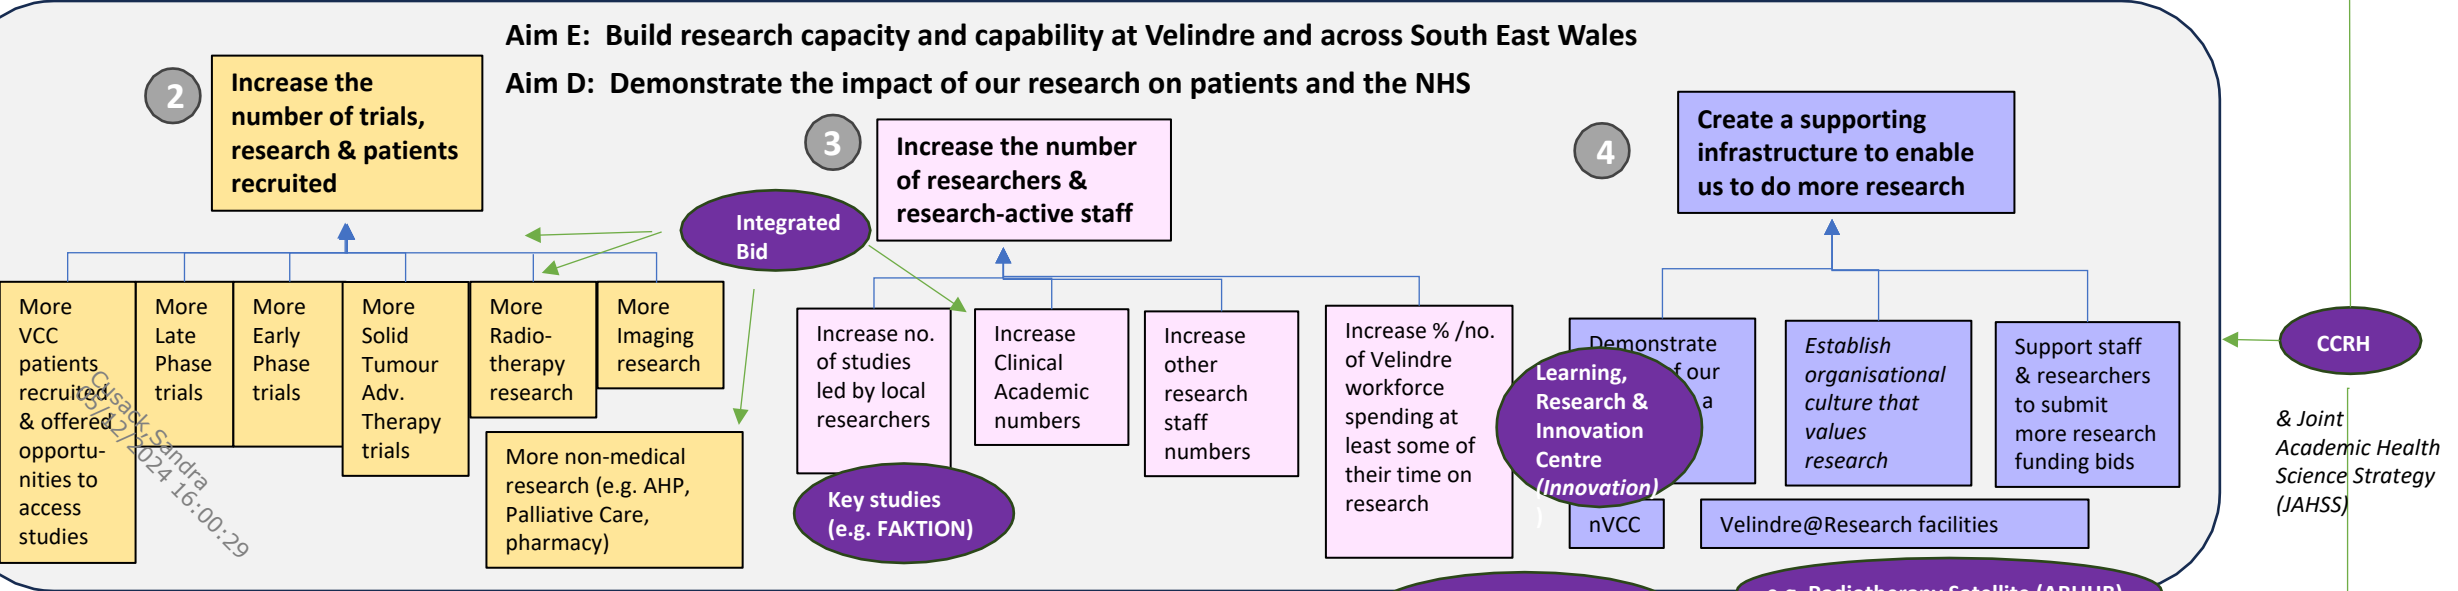 Aim E:  Build research capacity and capability at Velindre and across South East Wales
Aim D:  Demonstrate the impact of our research on patients and the NHS
2
Increase the
number of trials,
research & patients
recruited
3
Increase the number
of researchers &
research-active staff
4
Create a supporting
infrastructure to enable
us to do more research
Integrated
Bid
More
VCC
patients
recruited
& offered
opportu-
nities to
access
studies
More
Late
Phase
trials
More
Early
Phase
trials
More
Solid
Tumour
Adv.
Therapy
trials
More
Radio-
therapy
research
More
Imaging
research
More non-medical
research (e.g. AHP,
Palliative Care,
pharmacy)
Increase no.
of studies
led by local
researchers
Key studies
(e.g. FAKTION)
Increase
Clinical
Academic
numbers
Increase
other
research
staff
numbers
Increase % /no.
of Velindre
workforce
spending at
least some of
their time on
research
Demonstrate
our
a
Learning,
Research &
Innovation
Centre
(Innovation)
)
nVCC
Establish
organisational
culture that
values
research
Support staff
& researchers
to submit
more research
funding bids
Velindre@Research facilities
CCRH
& Joint
Academic Health
Science Strategy
(JAHSS)
Cusack,Sandra
05/12/2024 16:00:29
e.g. Radiotherapy Satellite (ABUHB)